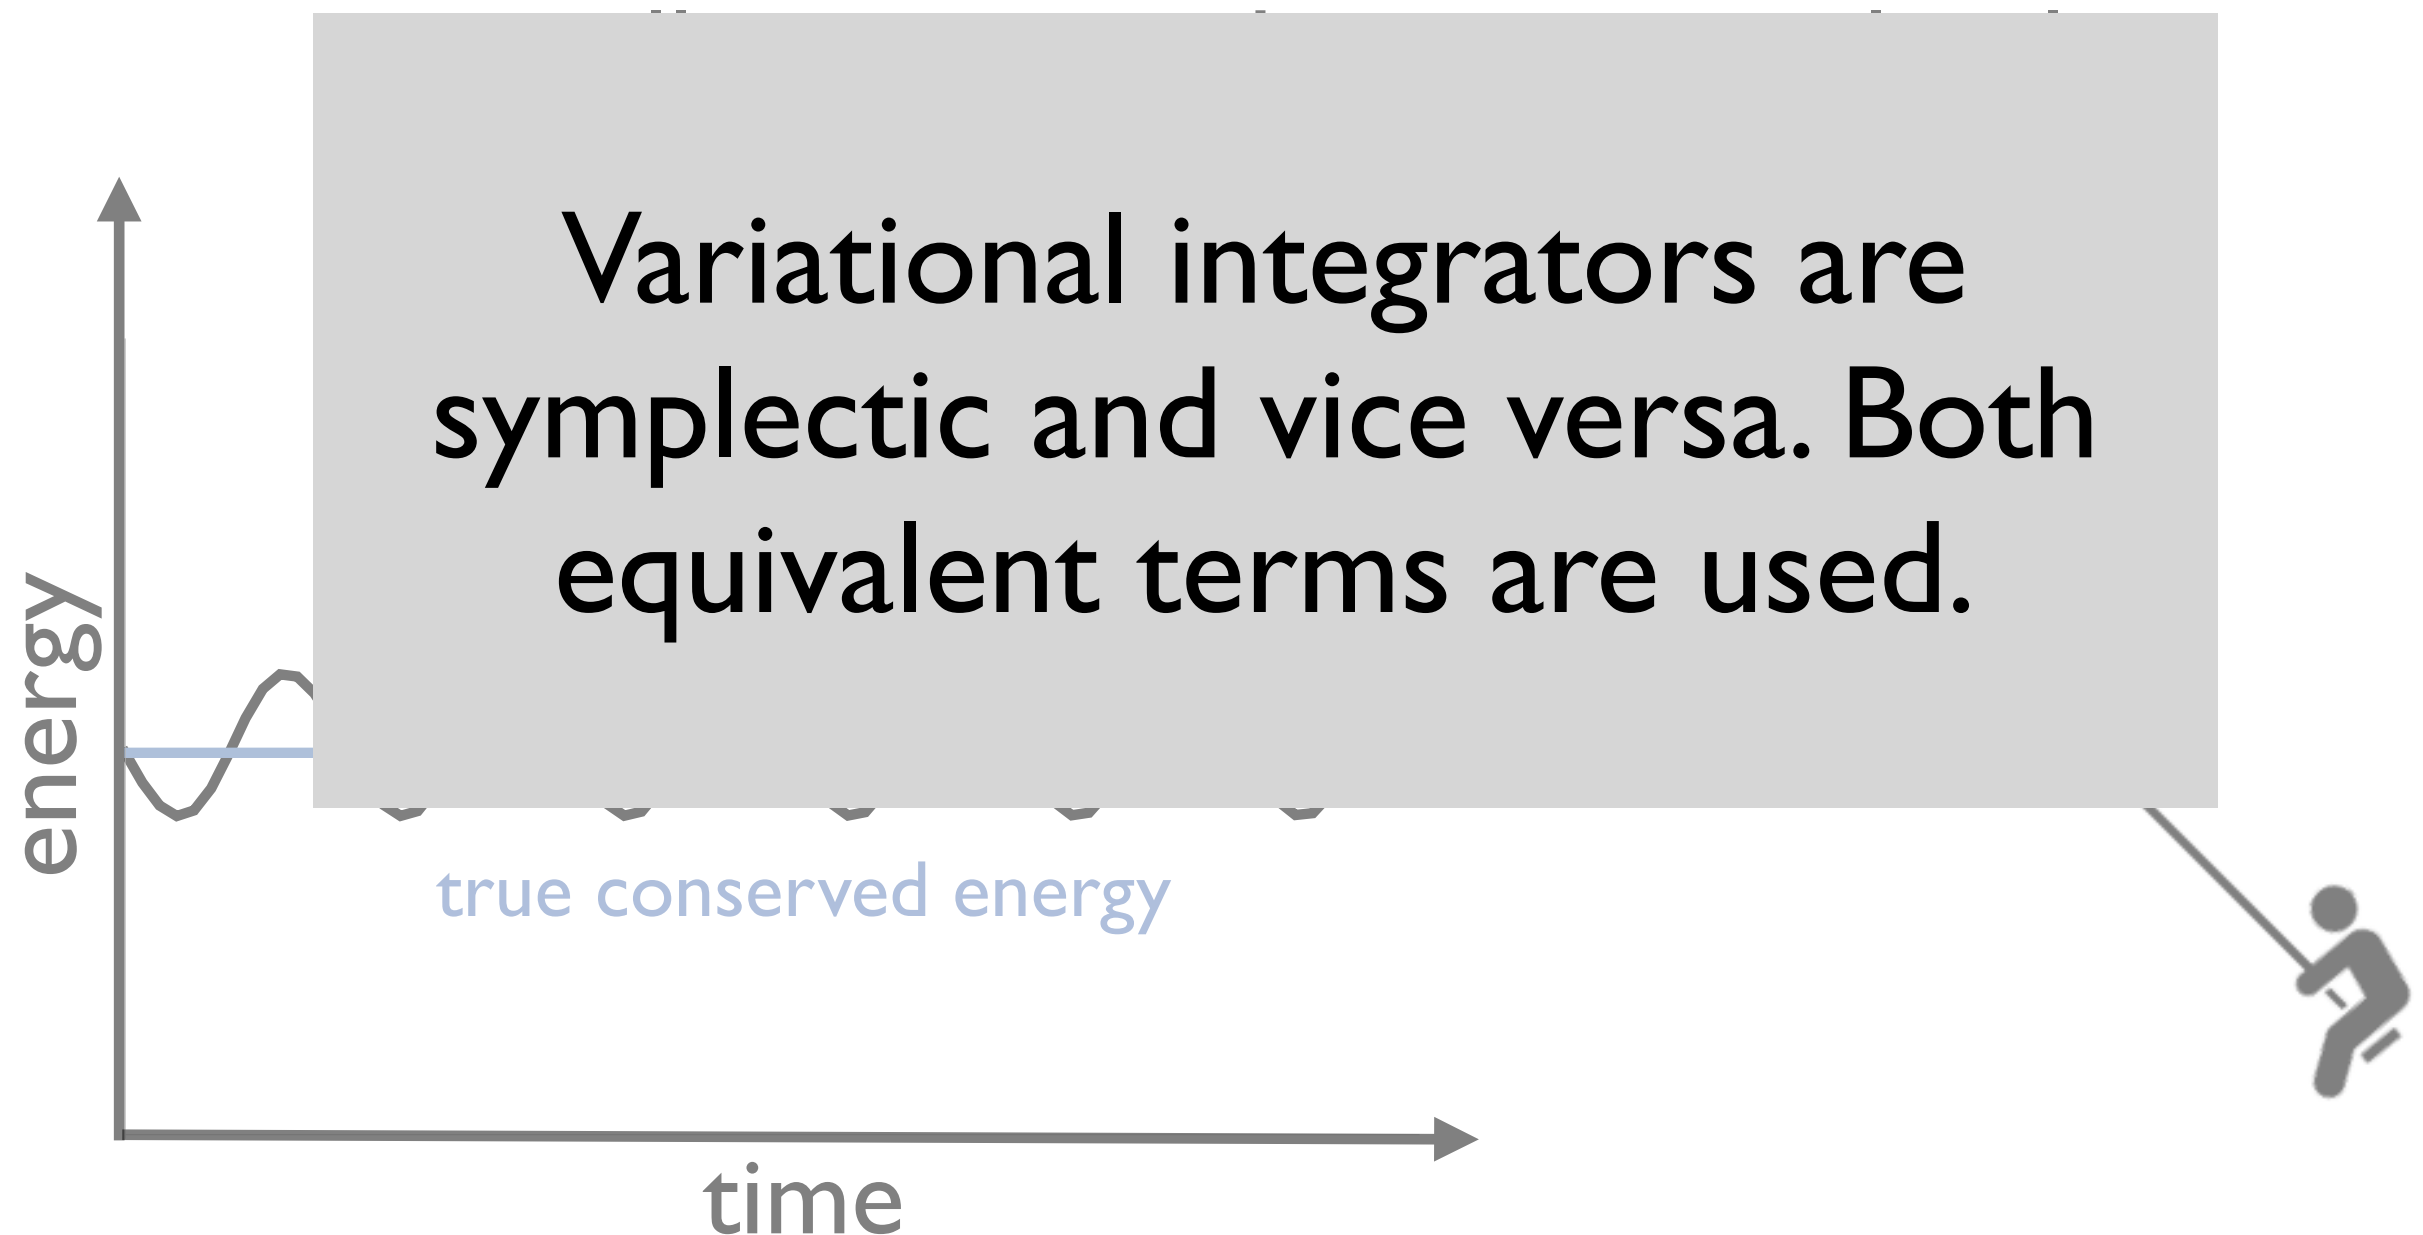 Variational integrators are
symplectic and vice versa. Both
equivalent terms are used.
energy
true conserved energy
time